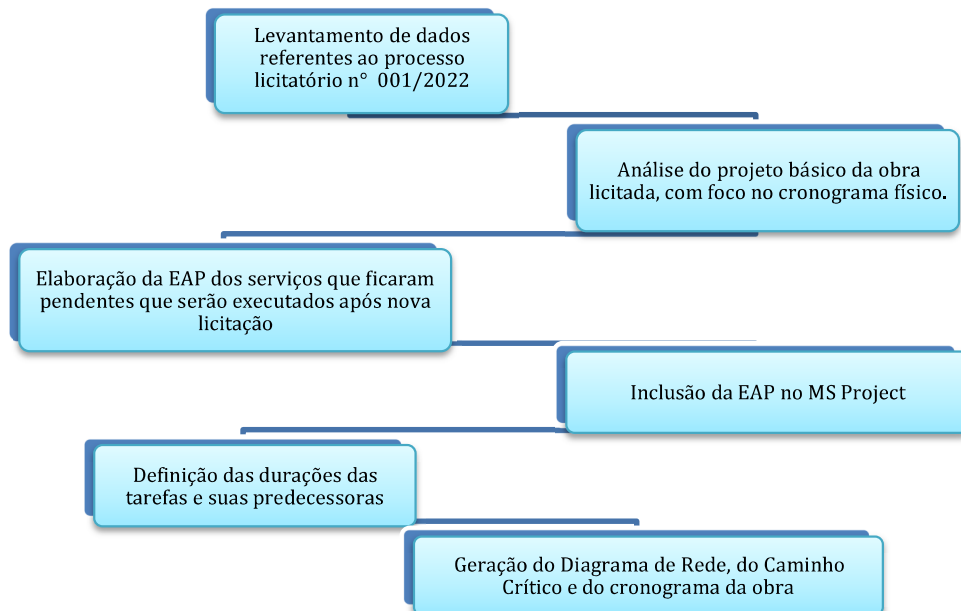 Levantamento de dados
referentes ao processo
licitatório n° 001/2022
Análise do projeto básico da obra
licitada, com foco no cronograma físico.
Elaboração da EAP dos serviços que ficaram
pendentes que serão executados após nova
licitação
Inclusão da EAP no MS Project
Definição das durações das
tarefas e suas predecessoras
Geração do Diagrama de Rede, do Caminho
Crítico e do cronograma da obra